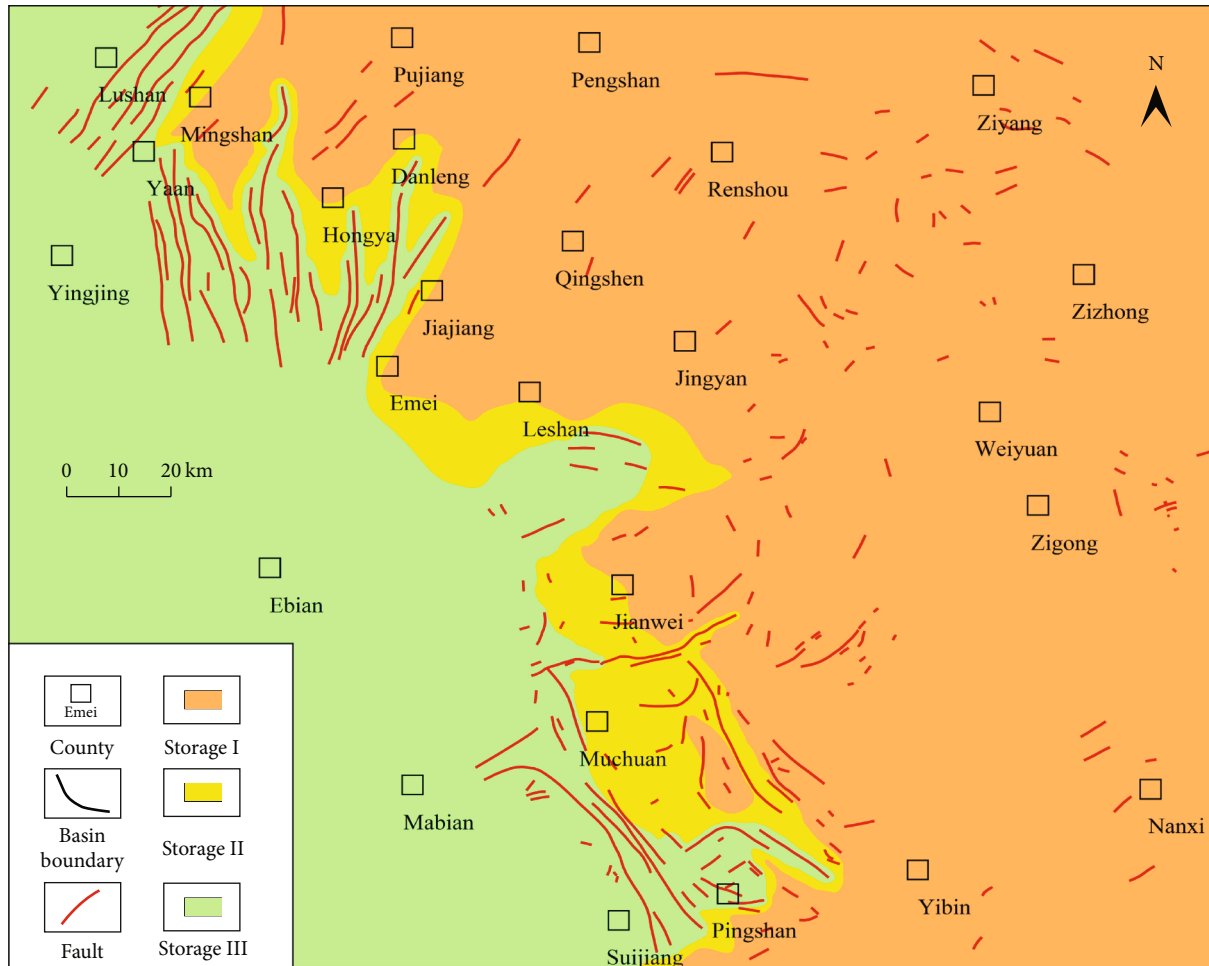 Pujiang
Pengshan
N
Lushan
Mingshan
Ziyang
Yaan
Danleng
Renshou
Hongya
Yingjing
Qingshen
Zizhong
Jiajiang
Jingyan
Emei
Leshan
Weiyuan
0 10 20 km
Zigong
Ebian
Jianwei
Muchuan
Mabian
Nanxi
Pingshan
Yibin
Suijiang
Emei
County
Storage I
Basin
boundary
Storage II
Fault
Storage III